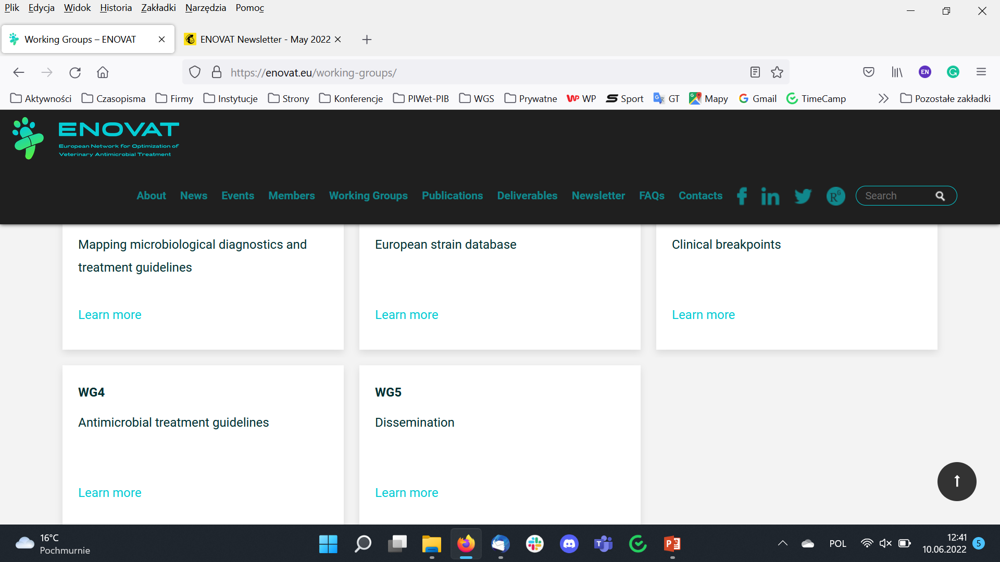 Plik Edycja Widok Historia Zakładki Narzędzia Pomoc
Working Groups – ENOVAT
ENOVAT Newsletter - May 2022
https://enovat.eu/working-groups/
EN
Aktywności Czasopisma Firmy Instytucje Strony Konferencje PIWet-PIB WGS Prywatne WP Sport GT Mapy Gmail TimeCamp Pozostałe zakładki
ENOVAT
European Network for Optimization of
Veterinary Antimicrobial Treatment
About News Events Members Working Groups Publications Deliverables Newsletter FAQs Contacts Search
Mapping microbiological diagnostics and
treatment guidelines
Learn more
European strain database
Learn more
Clinical breakpoints
Learn more
WG4
Antimicrobial treatment guidelines
Learn more
WG5
Dissemination
Learn more
16°C
Pochmurnie
POL
12:41
10.06.2022
5